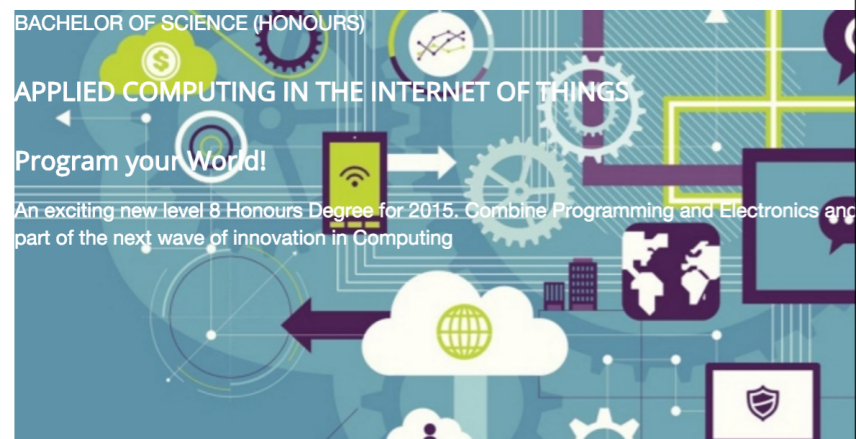 BACHELOR OF SCIENCE (HONOURS)
APPLIED COMPUTING IN THE INTERNET OF THINGS
Program your World!
An exciting new level 8 Honours Degree for 2015. Combine Programming and Electronics and
part of the next wave of innovation in Computing